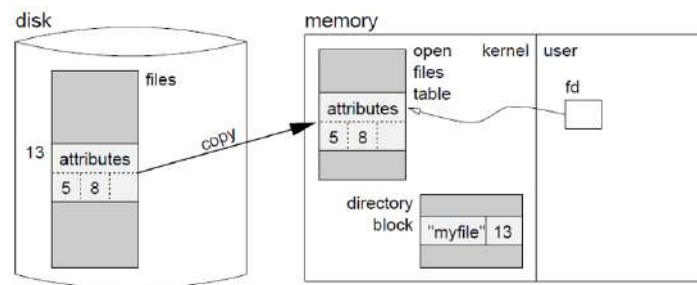 disk
memory
files
open files table
kernel
user
fd
13
attributes
5 8
copy
attributes
5 8
directory block
"myfile" 13